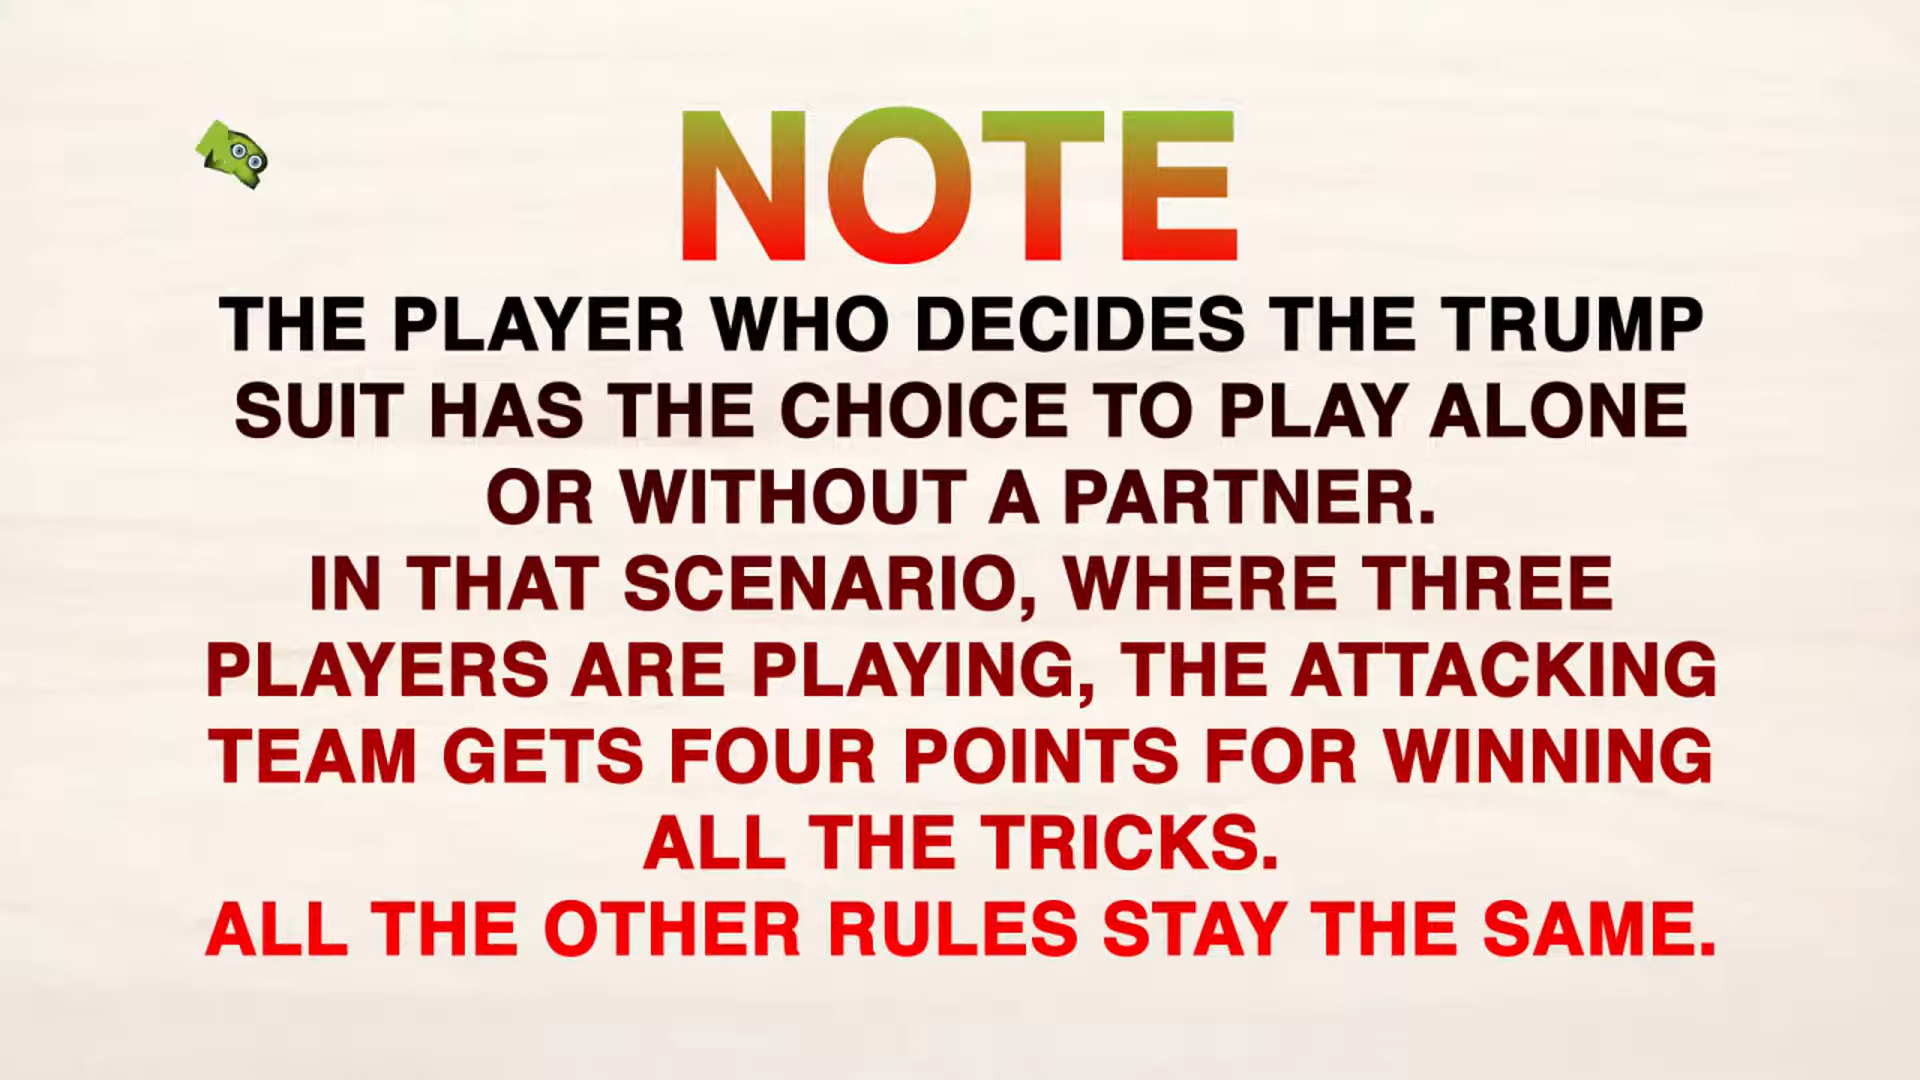 NOTE
THE PLAYER WHO DECIDES THE TRUMP
SUIT HAS THE CHOICE TO PLAY ALONE
OR WITHOUT A PARTNER.
IN THAT SCENARIO, WHERE THREE
PLAYERS ARE PLAYING, THE ATTACKING
TEAM GETS FOUR POINTS FOR WINNING
ALL THE TRICKS.
ALL THE OTHER RULES STAY THE SAME.